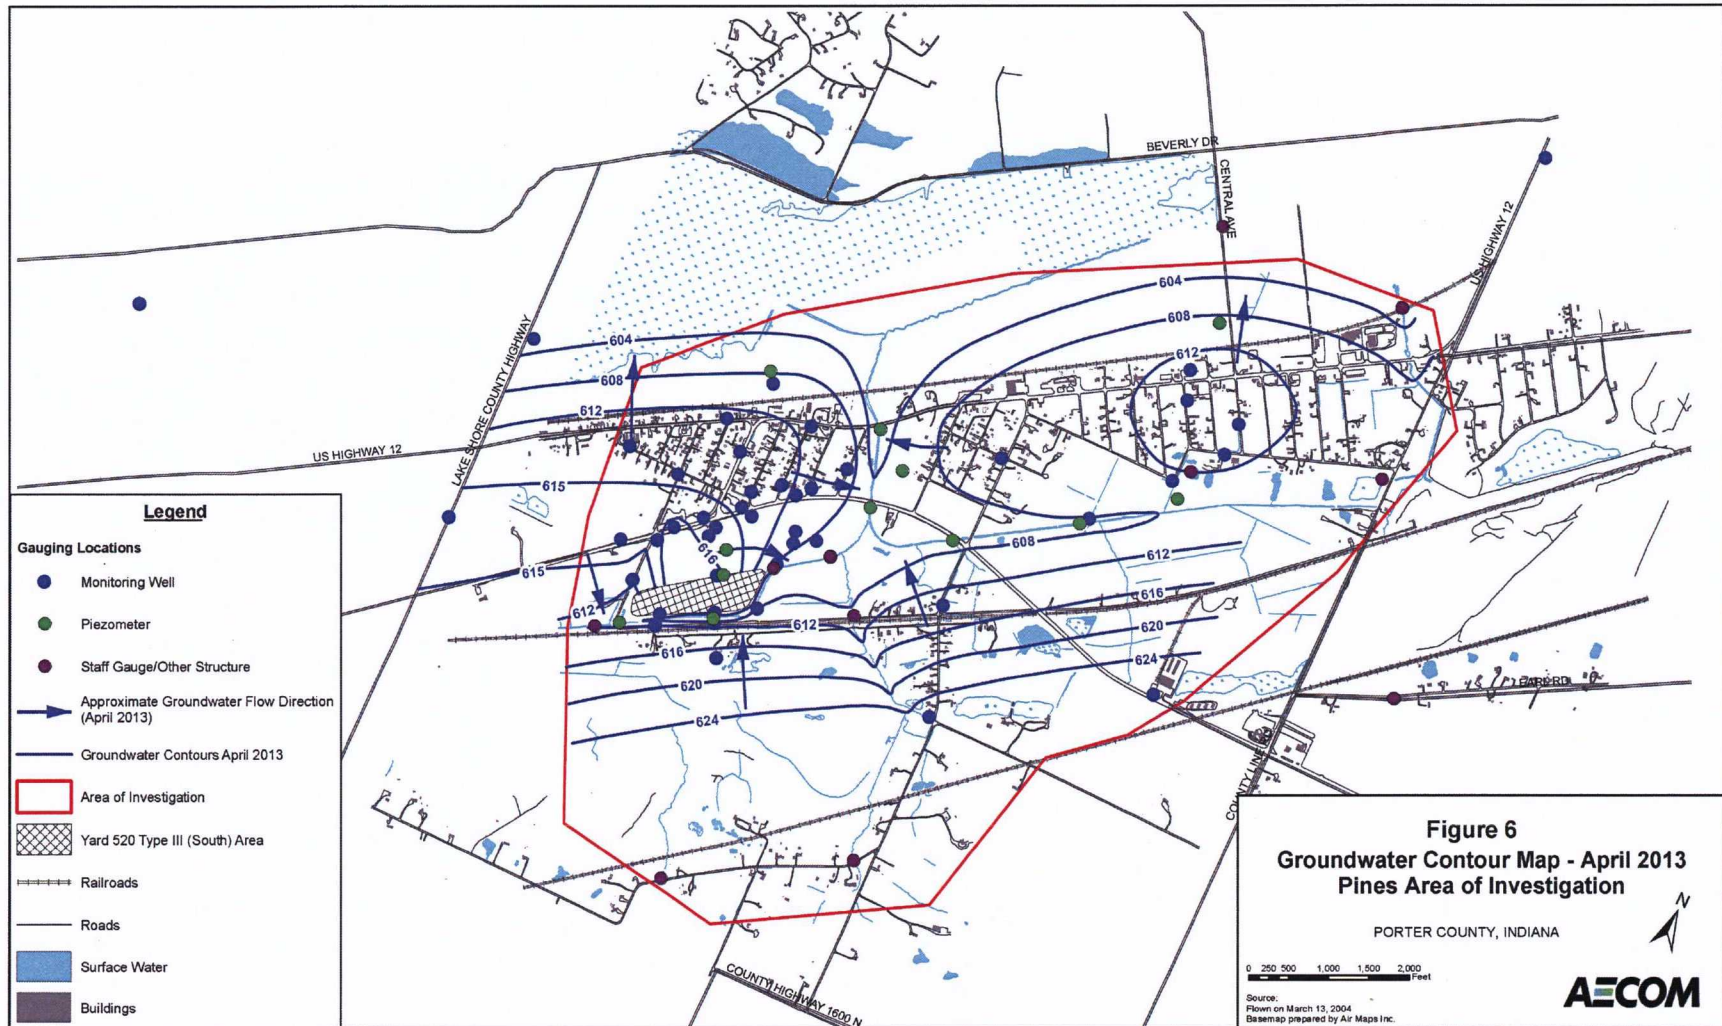 BEVERLY DR
CENTRAL AVE
US HIGHWAY 12
LAKE SHORE COUNTY HIGHWAY
US HIGHWAY 12
604
608
612
604
608
612
615
616
615
612
608
612
616
620
624
612
616
620
624
EARL RD
COUNTY LINE RD
COUNTY HIGHWAY 1600 N
Legend
Gauging Locations
Monitoring Well
Piezometer
Staff Gauge/Other Structure
Approximate Groundwater Flow Direction
(April 2013)
Groundwater Contours April 2013
Area of Investigation
Yard 520 Type III (South) Area
Railroads
Roads
Surface Water
Buildings
Figure 6
Groundwater Contour Map - April 2013
Pines Area of Investigation
PORTER COUNTY, INDIANA
N
0 250 500 1,000 1,500 2,000
Feet
Source:
Flown on March 13, 2004
Basemap prepared by Air Maps Inc.
AECOM